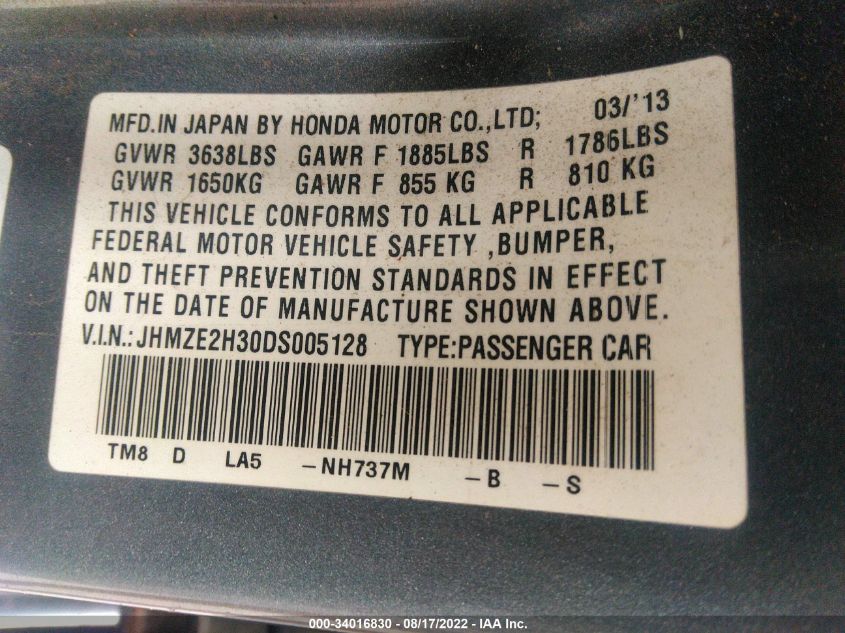 MFD.IN JAPAN BY HONDA MOTOR CO.,LTD; 03/'13
GVWR 3638LBS GAWR F 1885LBS R 1786LBS
GVWR 1650KG GAWR F 855 KG R 810 KG
THIS VEHICLE CONFORMS TO ALL APPLICABLE
FEDERAL MOTOR VEHICLE SAFETY ,BUMPER,
AND THEFT PREVENTION STANDARDS IN EFFECT
ON THE DATE OF MANUFACTURE SHOWN ABOVE.
V.I.N.:JHMZE2H30DS005128 TYPE:PASSENGER CAR
TM8 D LA5 -NH737M -B -S
000-34016830 - 08/17/2022 - IAA Inc.